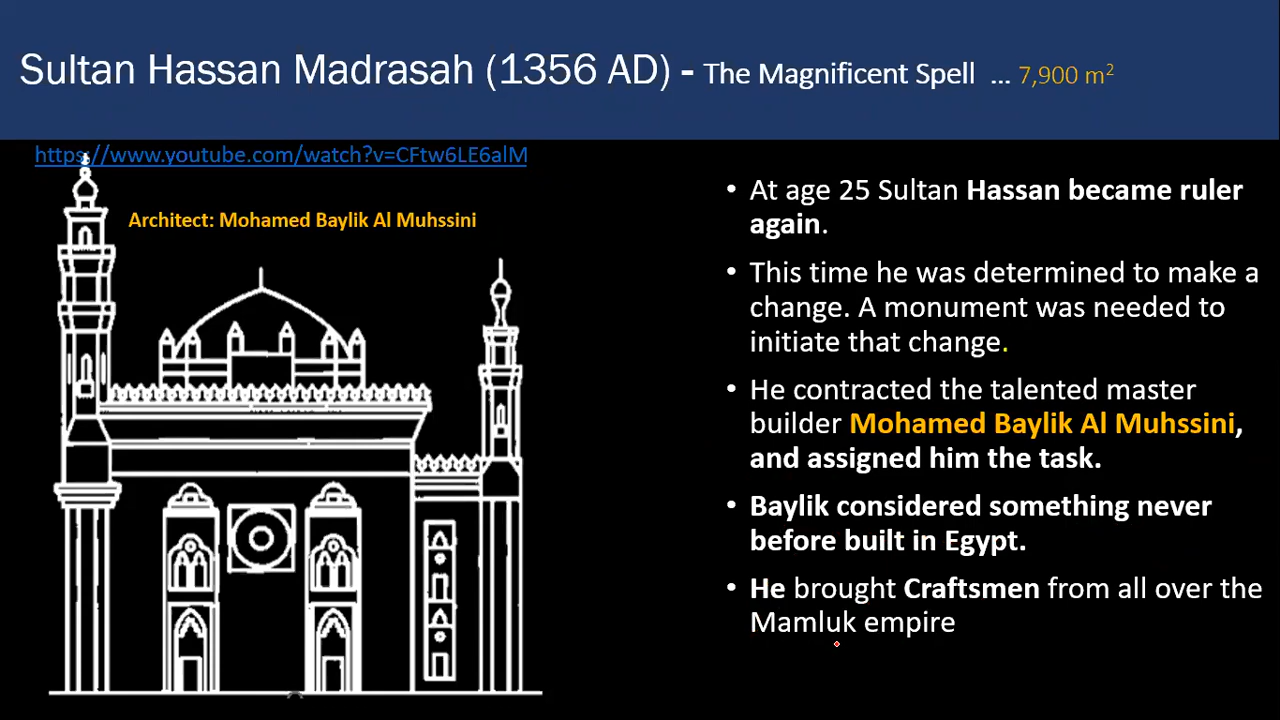 Sultan Hassan Madrasah (1356 AD) - The Magnificent Spell ... 7,900 m²
https://www.youtube.com/watch?v=CFtw6LE6alM
Architect: Mohamed Baylik Al Muhssini
• At age 25 Sultan Hassan became ruler
again.
• This time he was determined to make a
change. A monument was needed to
initiate that change.
• He contracted the talented master
builder Mohamed Baylik Al Muhssini,
and assigned him the task.
• Baylik considered something never
before built in Egypt.
• He brought Craftsmen from all over the
Mamluk empire